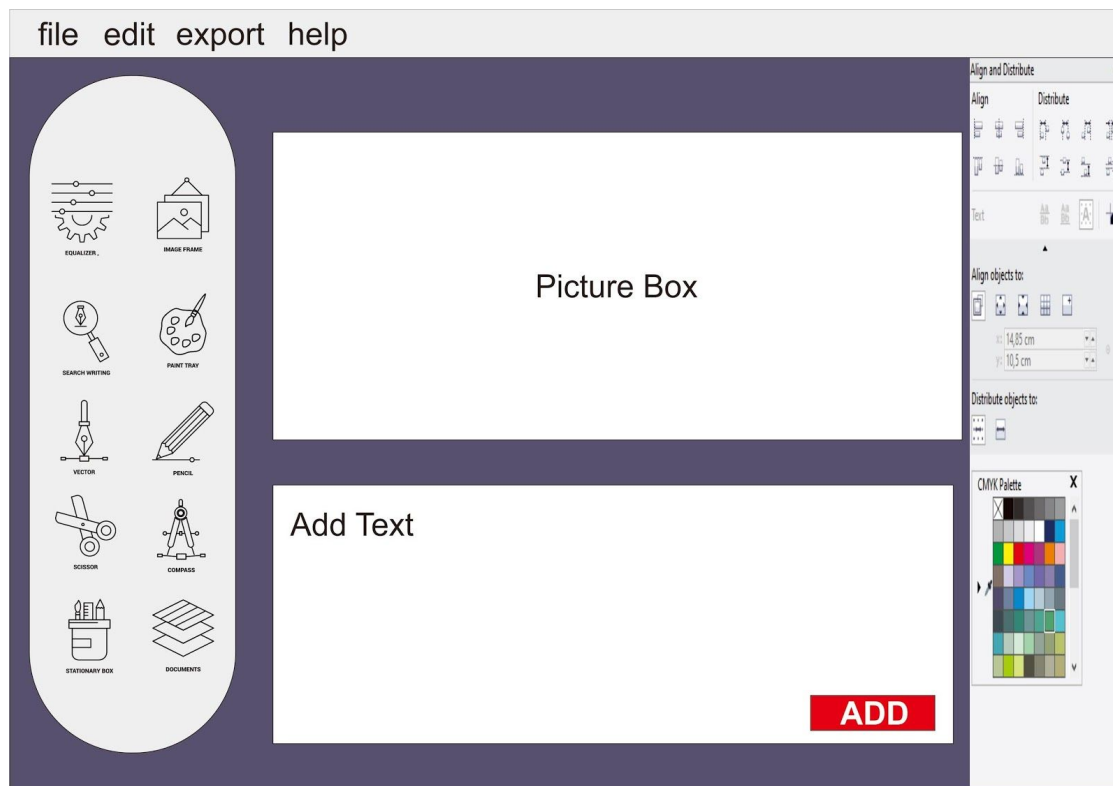 file edit export help
Align and Distribute
Align Distribute
Text
Align objects to:
x: 14,85 cm
y: 10,5 cm
Distribute objects to:
CMYK Palette X
EQUALIZER .
IMAGE FRAME
SEARCH WRITING
PAINT TRAY
VECTOR
PENCIL
SCISSOR
COMPASS
STATIONARY BOX
DOCUMENTS
Picture Box
Add Text
ADD